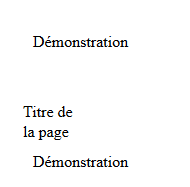 Démonstration
Titre de
la page
Démonstration